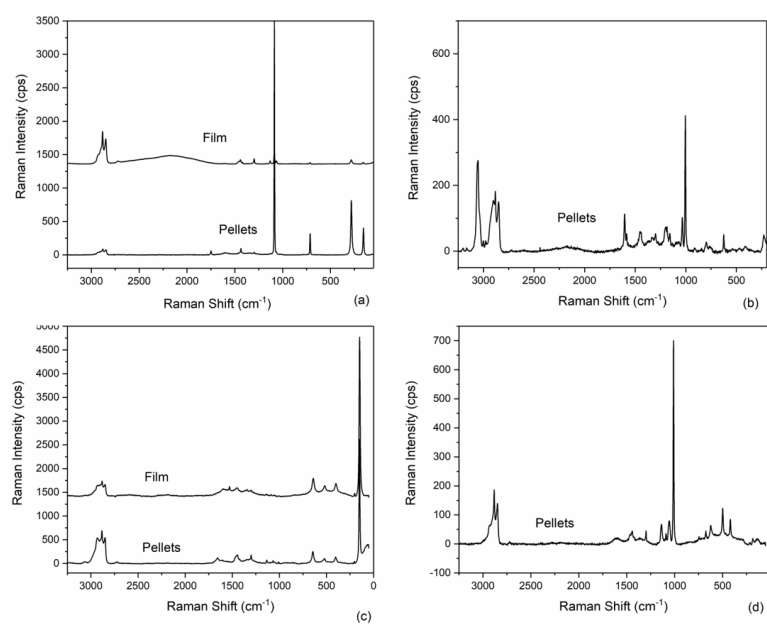 3500
3000
2500
2000
1500
1000
500
0
Raman Intensity (cps)
Film
Pellets
3000 2500 2000 1500 1000 500
Raman Shift (cm-1)
(a)
600
400
200
0
Raman Intensity (cps)
Pellets
3000 2500 2000 1500 1000 500
Raman Shift (cm-1)
(b)
5000
4500
4000
3500
3000
2500
2000
1500
1000
500
0
Raman Intensity (cps)
Film
Pellets
3000 2500 2000 1500 1000 500 0
Raman Shift (cm-1)
(c)
700
600
500
400
300
200
100
0
-100
Raman Intensity (cps)
Pellets
3000 2500 2000 1500 1000 500
Raman Shift (cm-1)
(d)